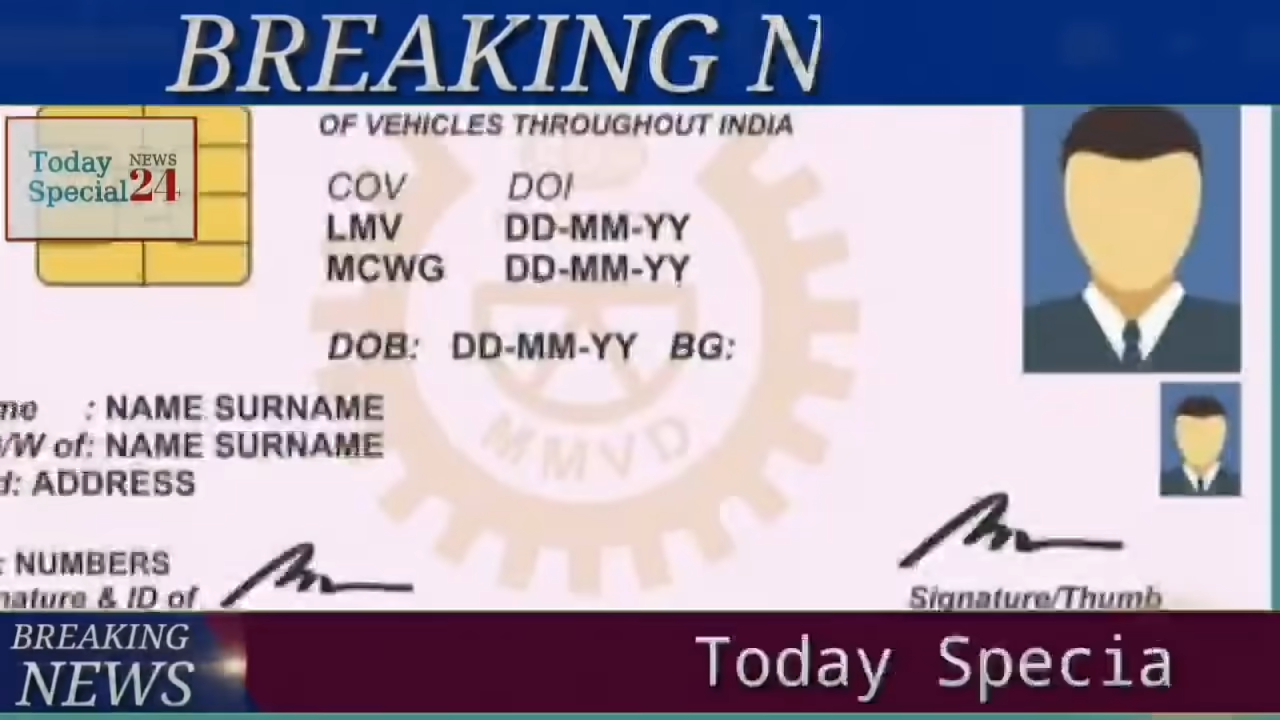 BREAKING N
OF VEHICLES THROUGHOUT INDIA
Today Special NEWS 24
COV DOI
LMV DD-MM-YY
MCWG DD-MM-YY
DOB: DD-MM-YY BG:
me : NAME SURNAME
/W of: NAME SURNAME
d: ADDRESS
MMVD
: NUMBERS
nature & ID of
Signature/Thumb
BREAKING
NEWS
Today Specia